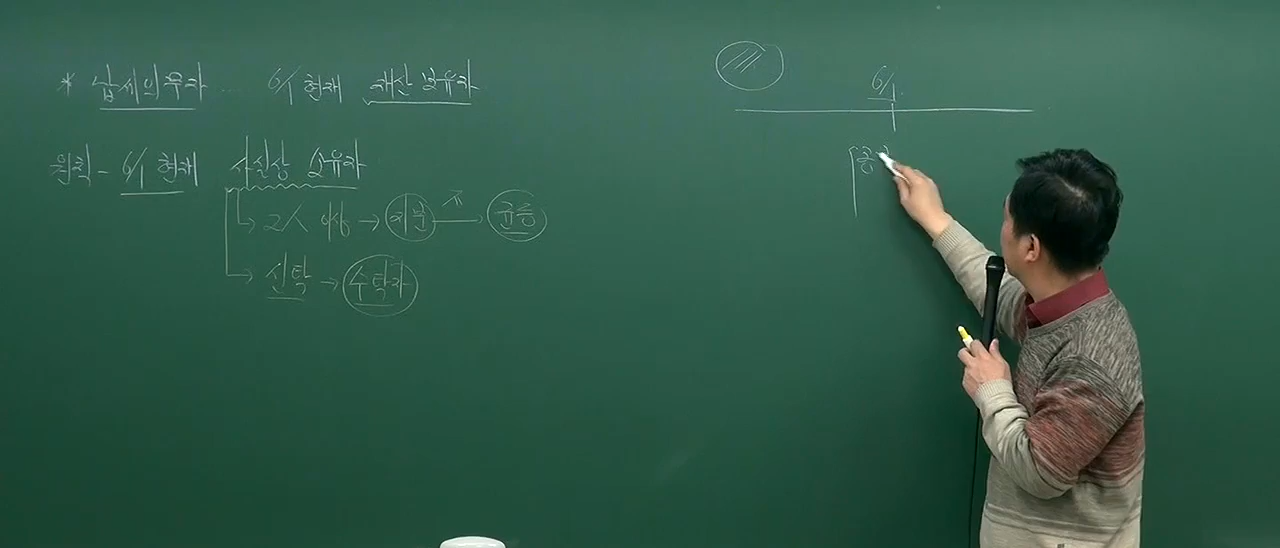 * 납세의무자 … 6/1 현재 재산 보유자
원칙 - 6/1 현재 사실상 소유자
→ 2人 이상 → 지분 ─ 不 → 균등
→ 신탁 → 수탁자
6/1
공